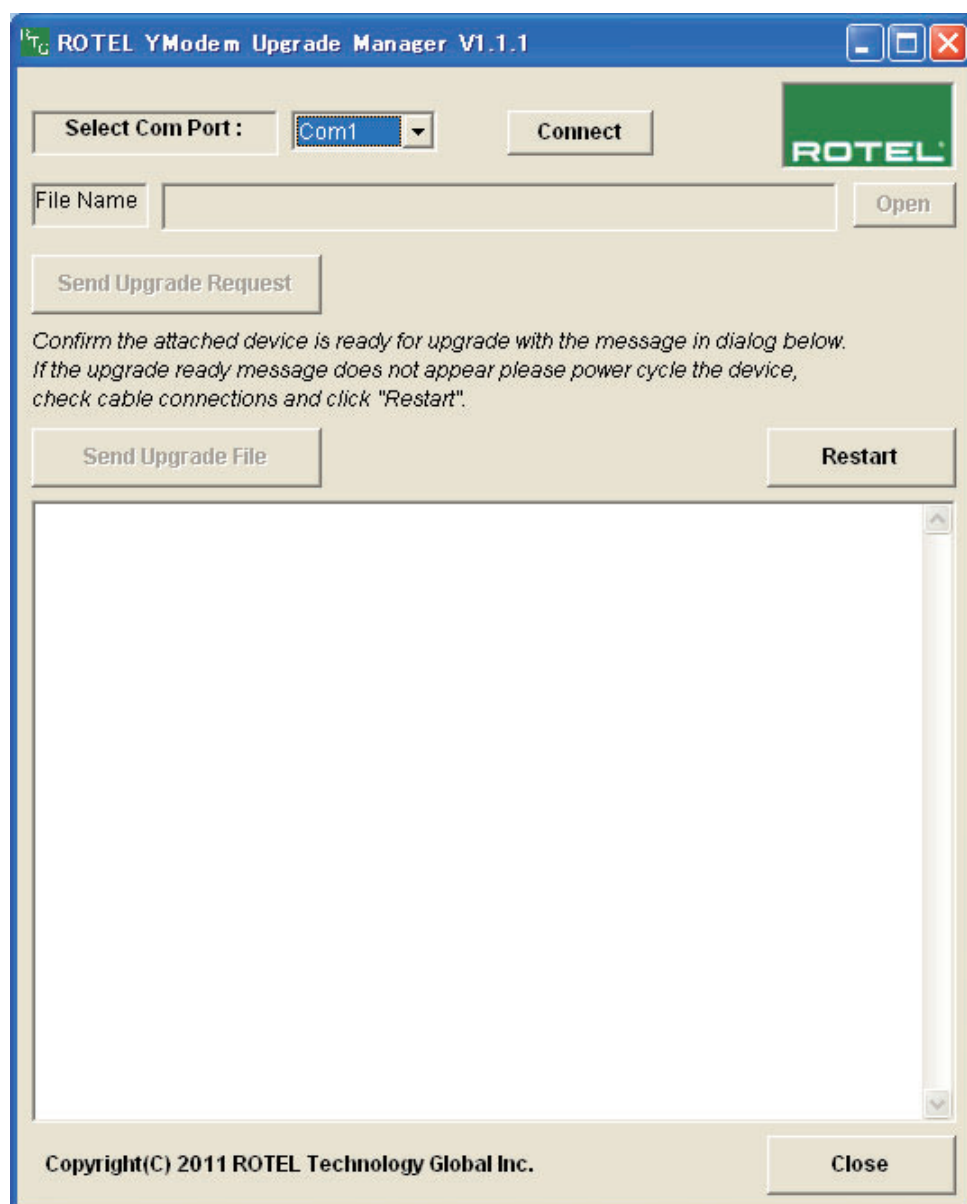 RTG ROTEL YModem Upgrade Manager V1.1.1
Select Com Port : Com1 Connect
ROTEL
File Name Open
Send Upgrade Request
Confirm the attached device is ready for upgrade with the message in dialog below.
If the upgrade ready message does not appear please power cycle the device,
check cable connections and click "Restart".
Send Upgrade File Restart
Copyright(C) 2011 ROTEL Technology Global Inc. Close